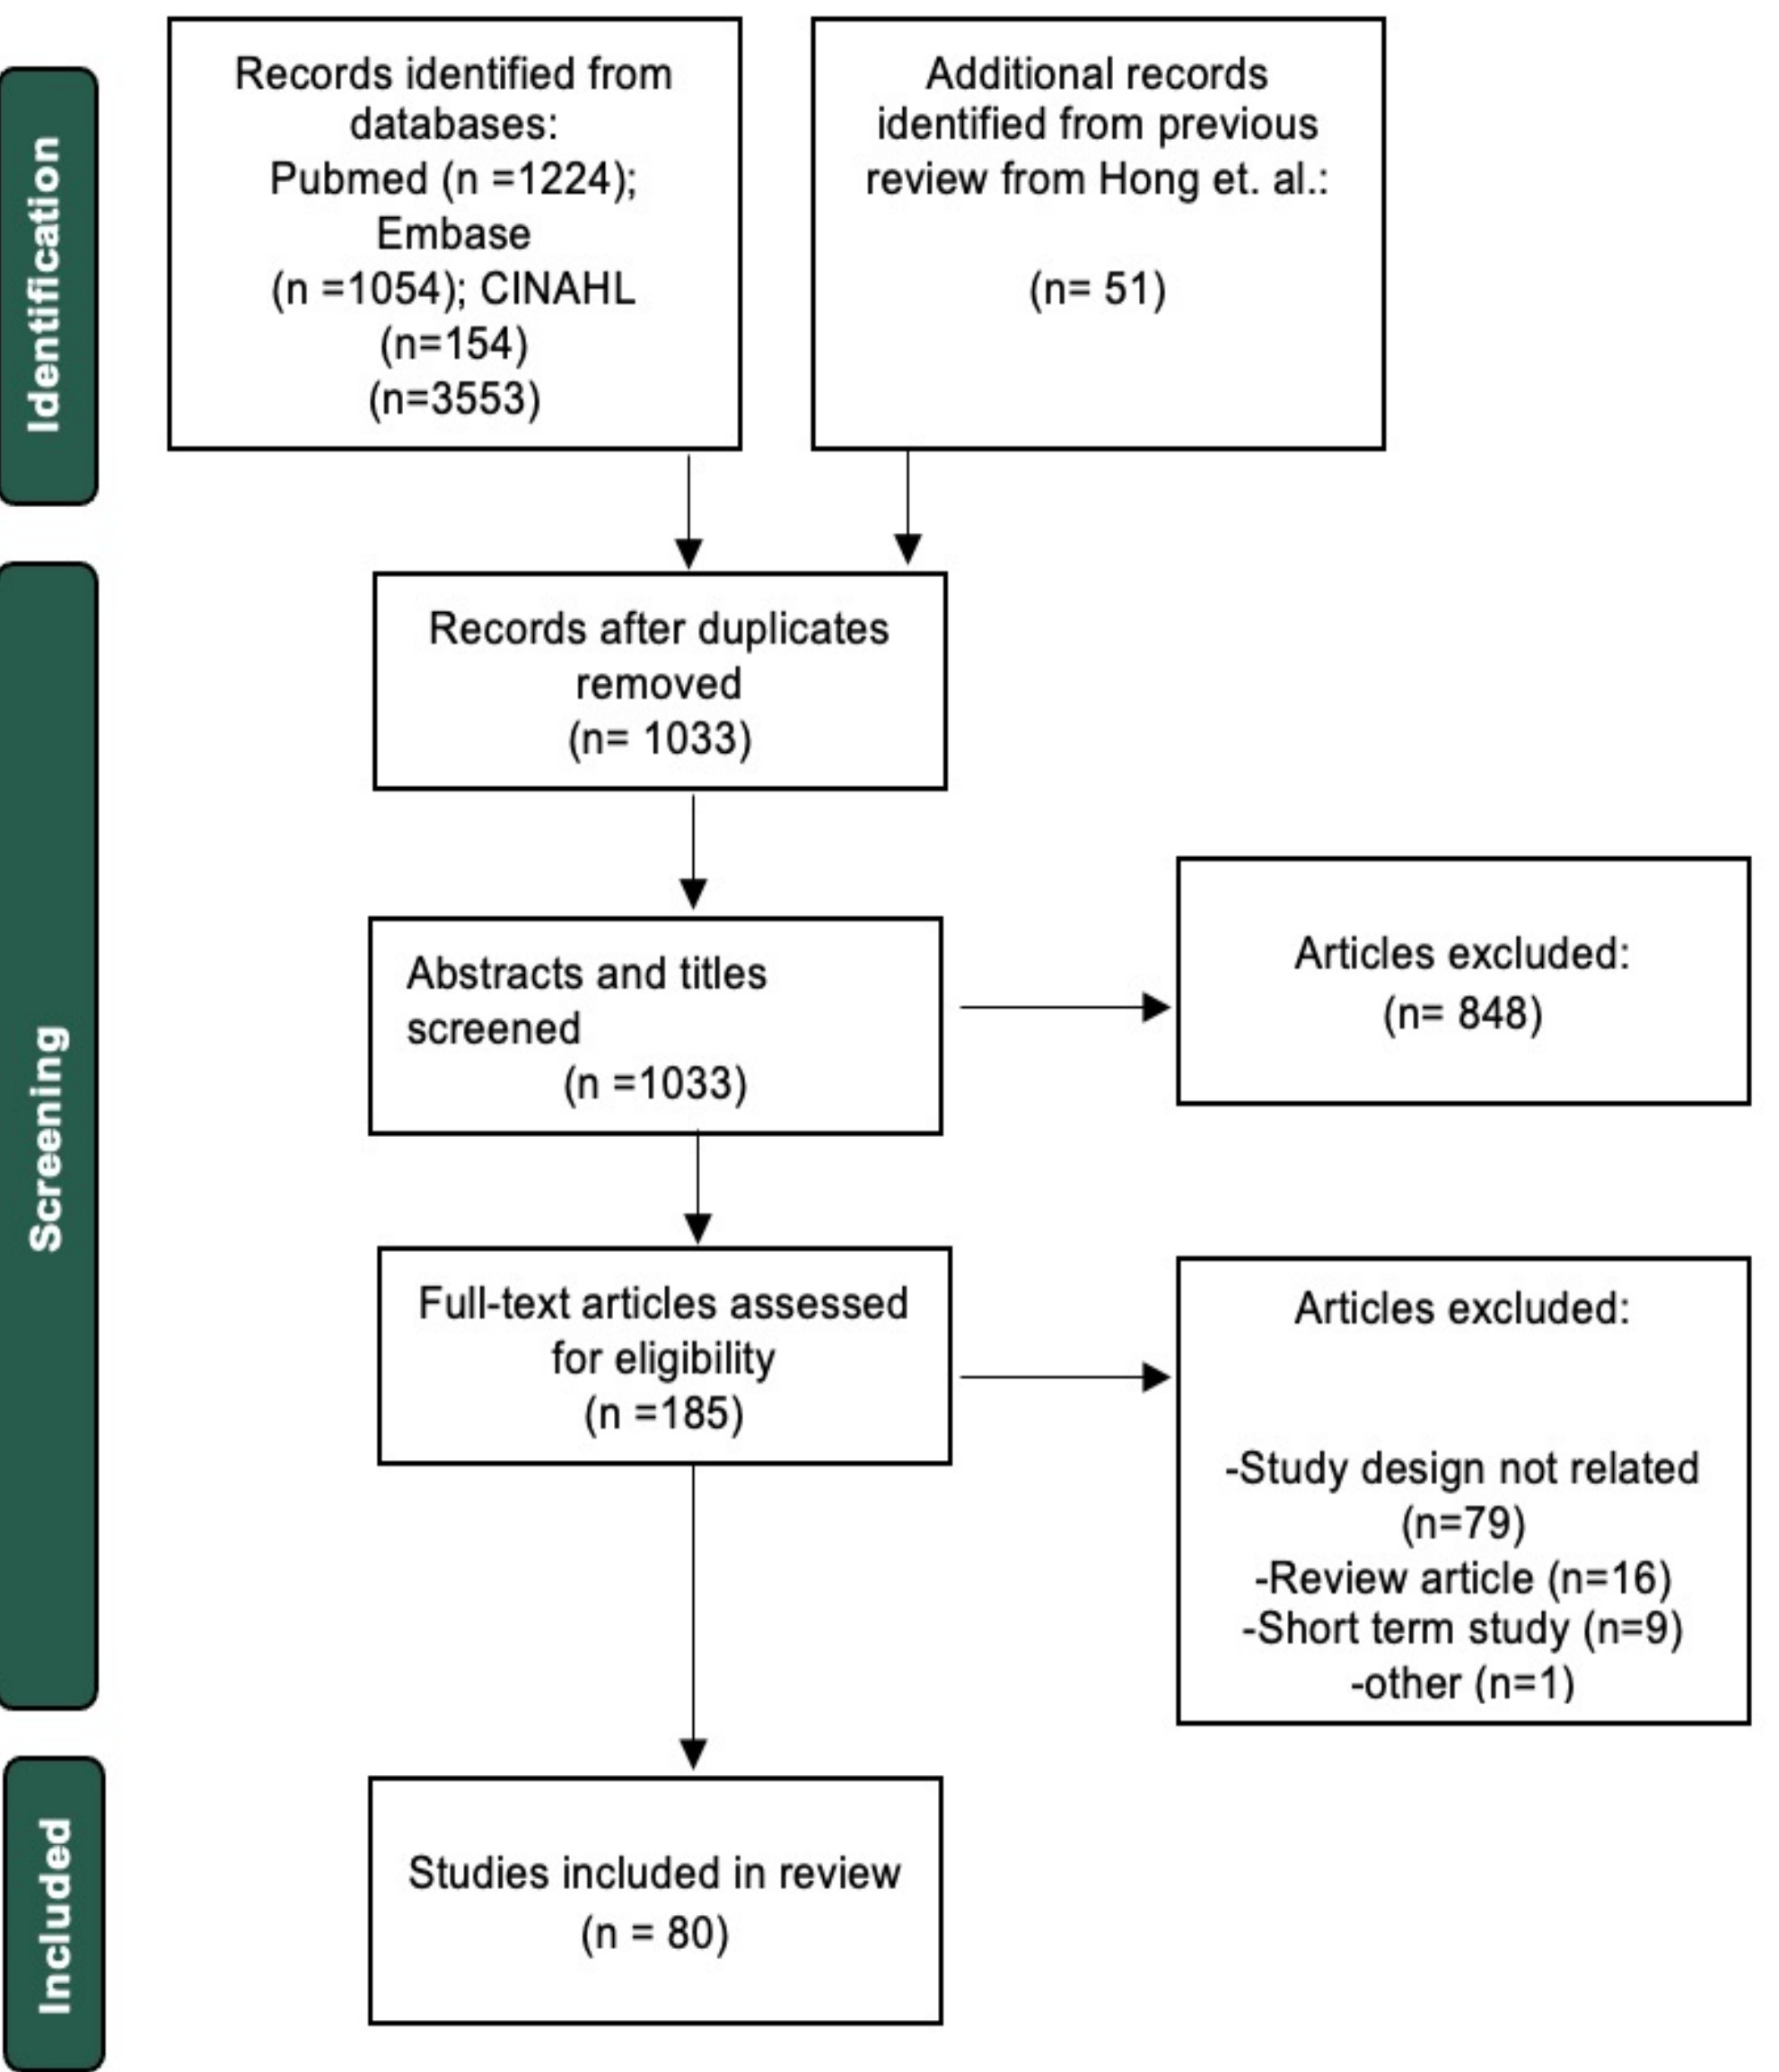 Identification
Records identified from
databases:
Pubmed (n =1224);
Embase
(n =1054); CINAHL
(n=154)
(n=3553)
Additional records
identified from previous
review from Hong et. al.:
(n= 51)
Screening
Records after duplicates
removed
(n= 1033)
Abstracts and titles
screened
(n =1033)
Articles excluded:
(n= 848)
Full-text articles assessed
for eligibility
(n =185)
Articles excluded:
-Study design not related
(n=79)
-Review article (n=16)
-Short term study (n=9)
-other (n=1)
Included
Studies included in review
(n = 80)